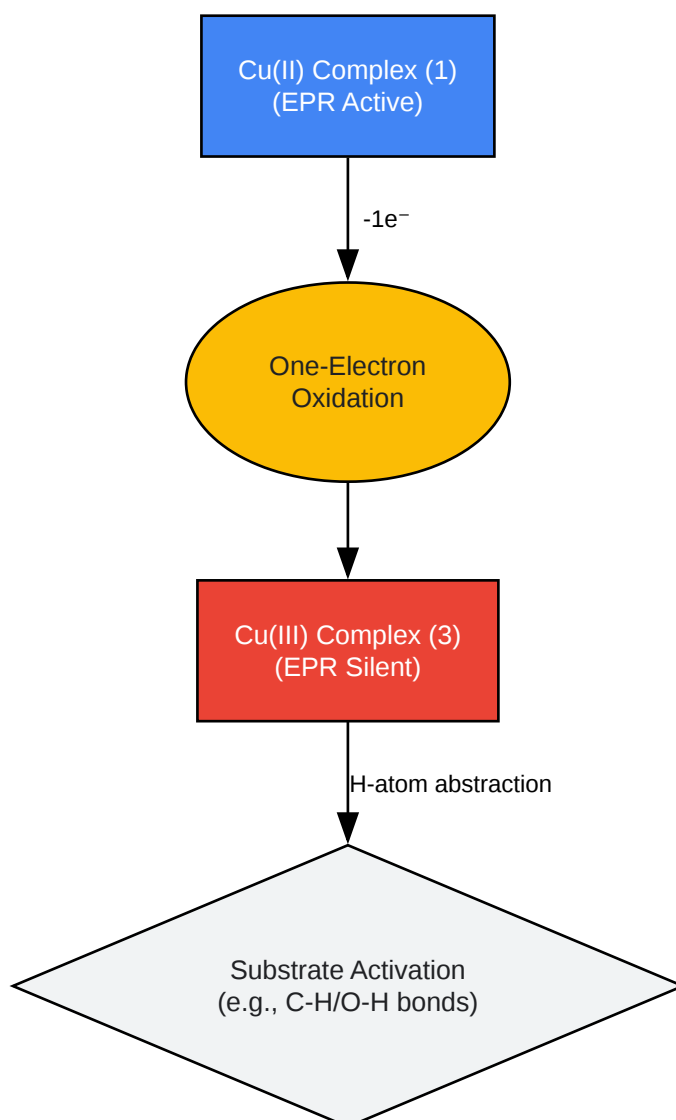 Cu(II) Complex (1)
(EPR Active)
-1e⁻
One-Electron
Oxidation
Cu(III) Complex (3)
(EPR Silent)
H-atom abstraction
Substrate Activation
(e.g., C-H/O-H bonds)